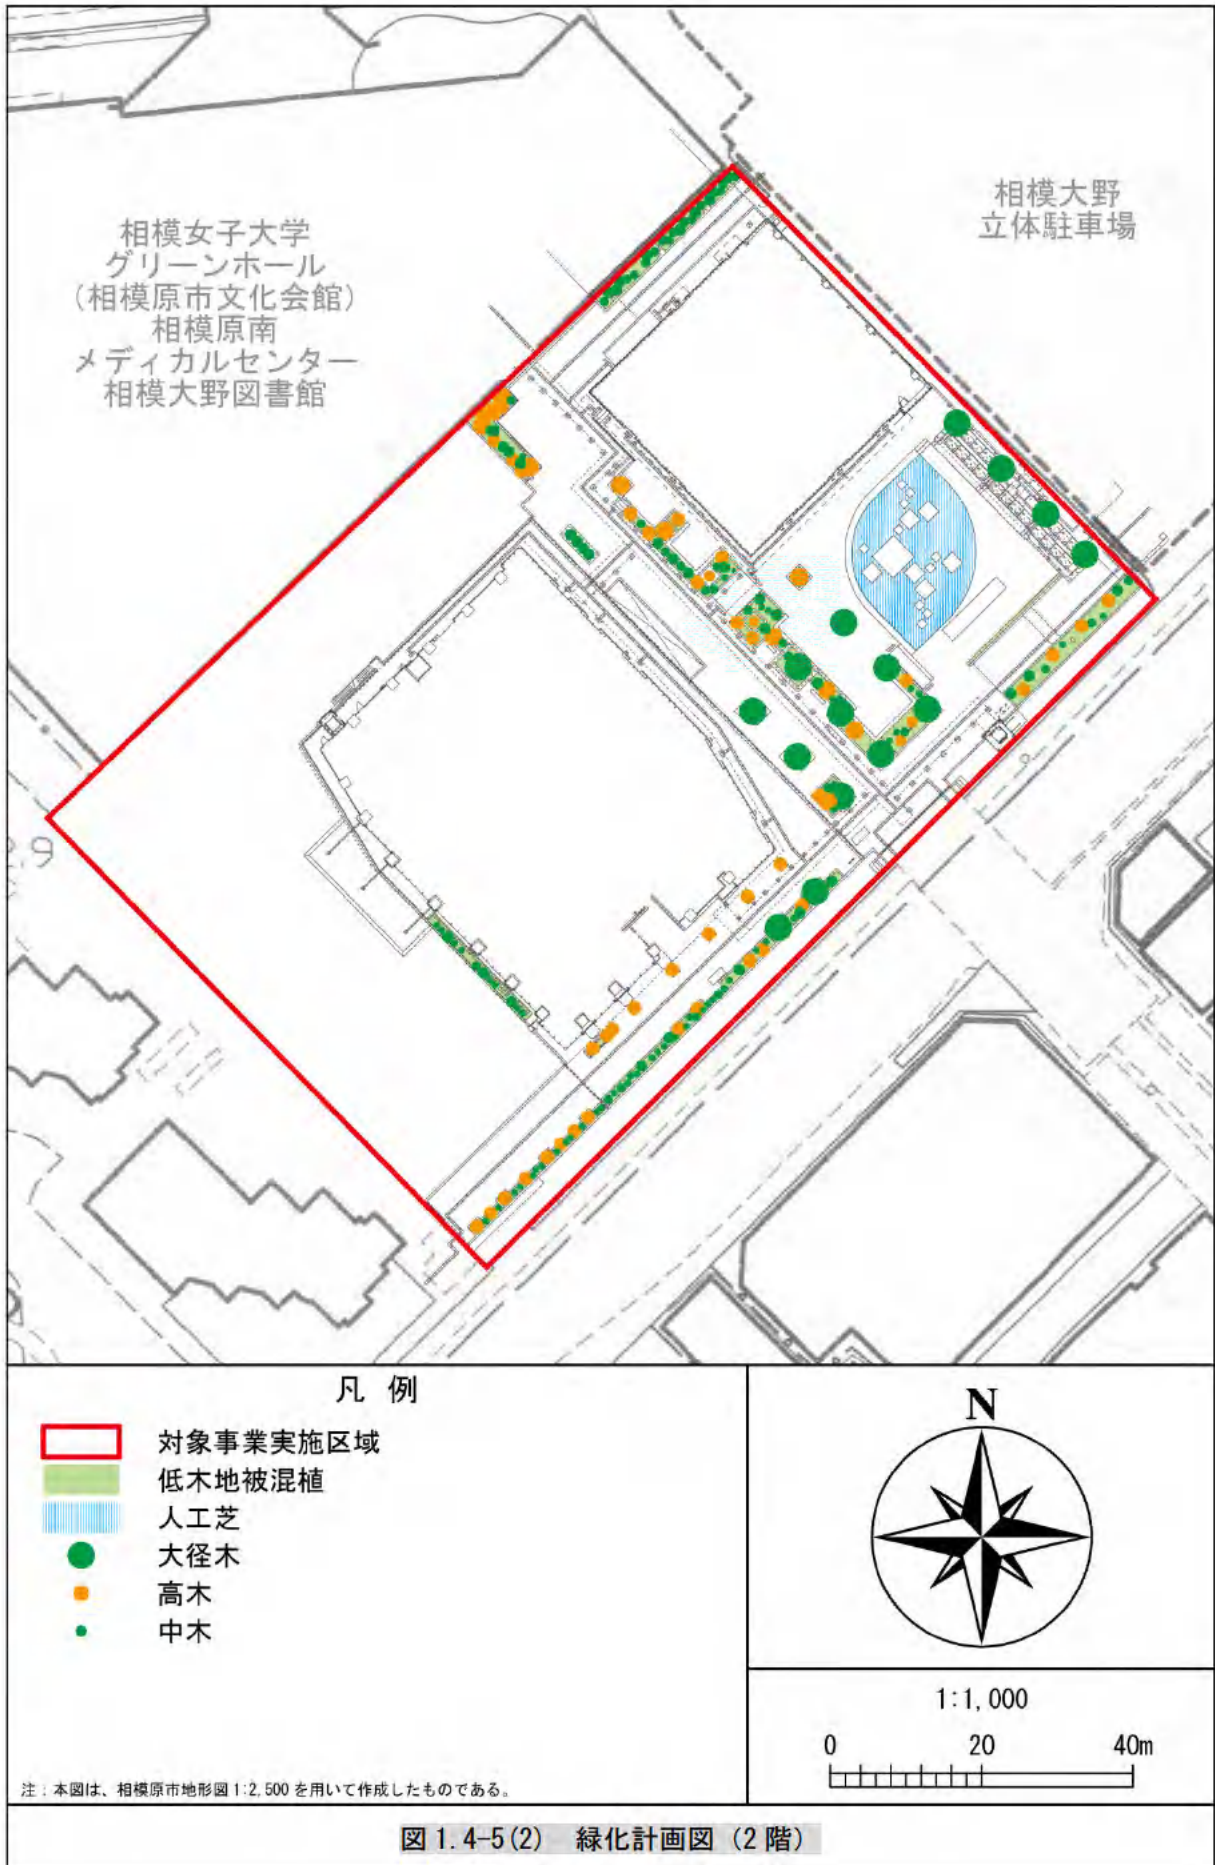 相模女子大学
グリーンホール
(相模原市文化会館)
相模原南
メディカルセンター
相模大野図書館
相模大野
立体駐車場
凡 例
対象事業実施区域
低木地被混植
人工芝
大径木
高木
中木
注：本図は、相模原市地形図1:2,500を用いて作成したものである。
N
1:1,000
0 20 40m
図1.4-5(2) 緑化計画図（2階）